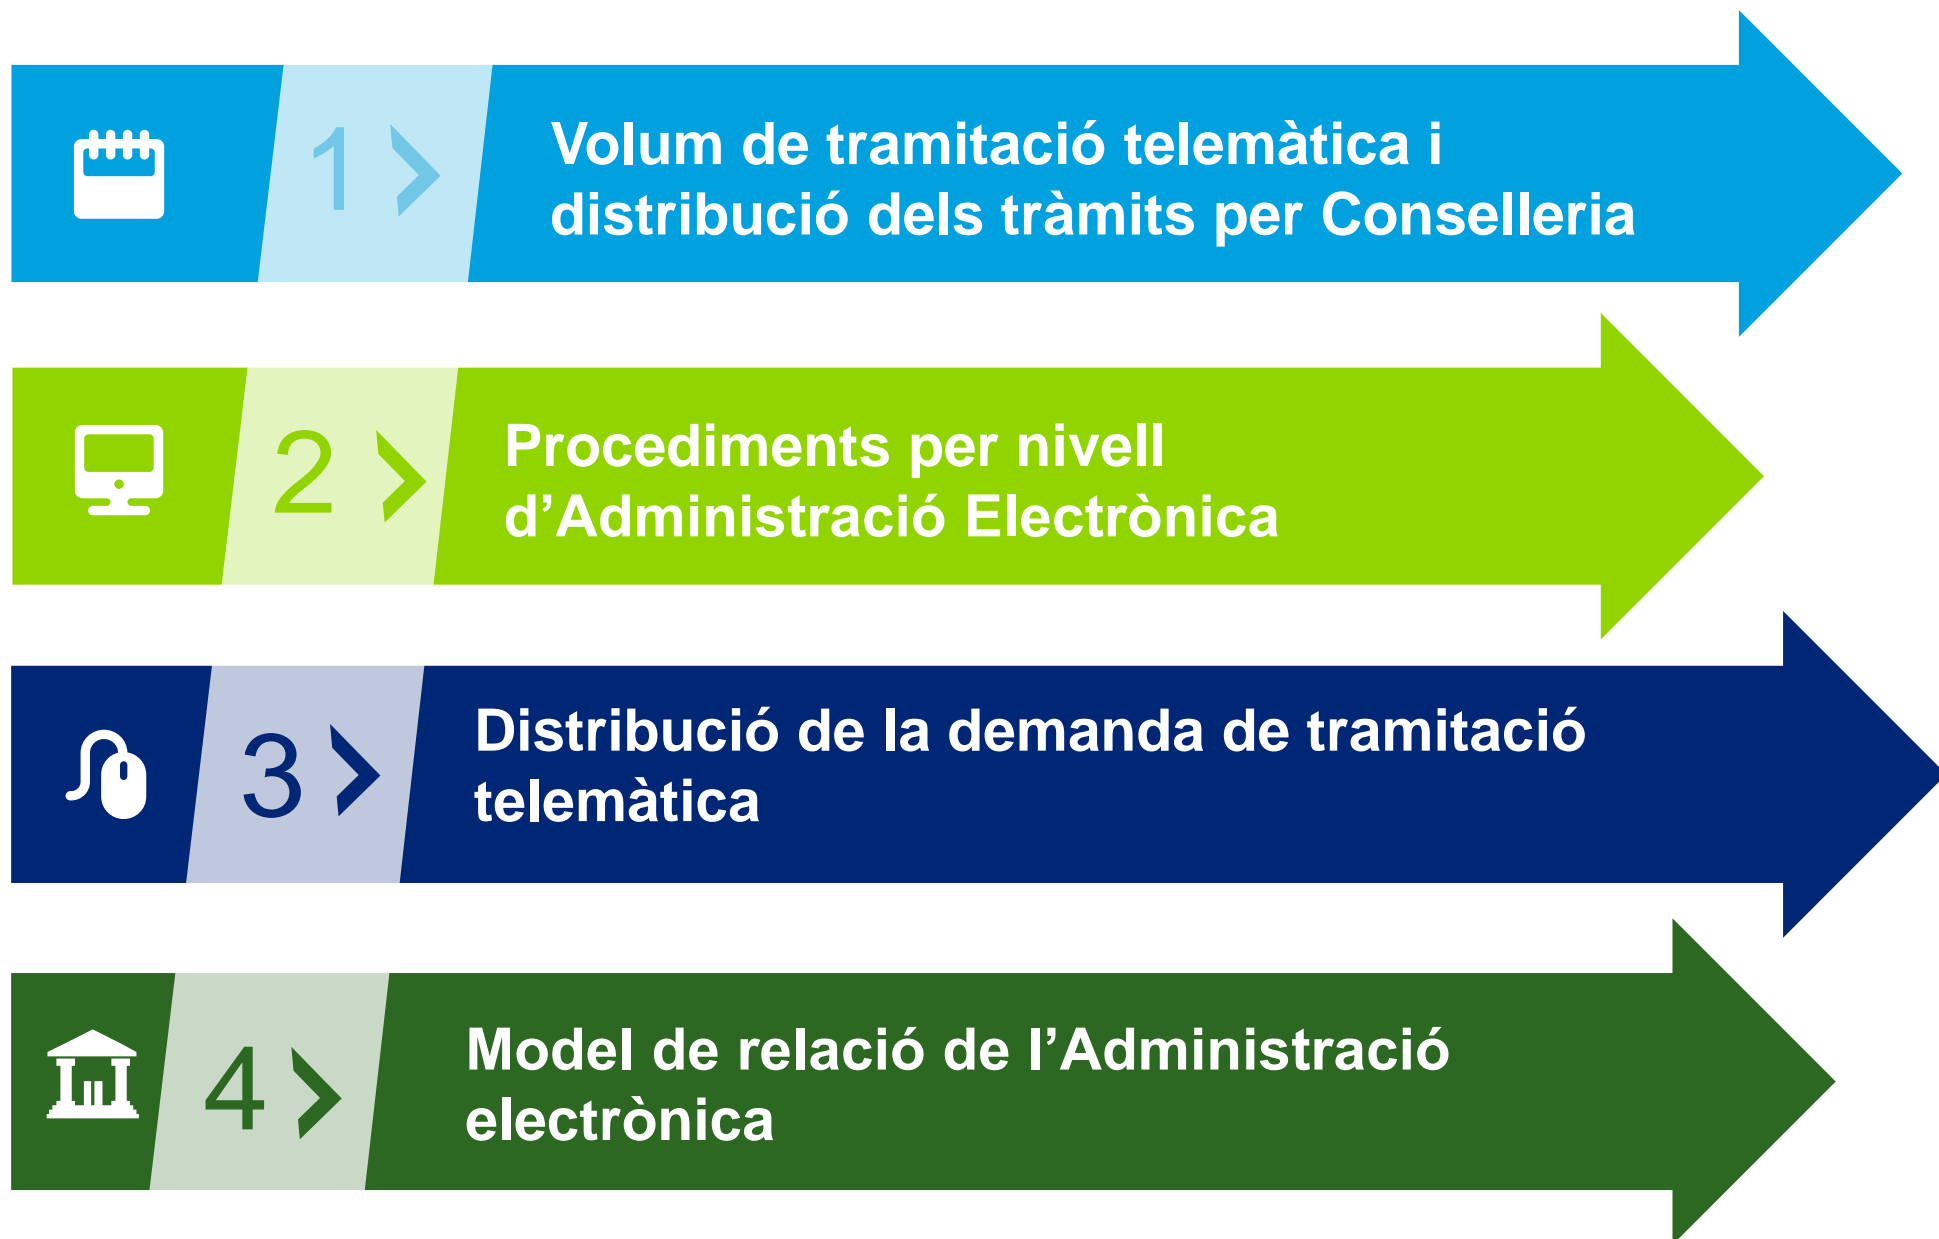 1
Volum de tramitació telemàtica i
distribució dels tràmits per Conselleria
2
Procediments per nivell
d’Administració Electrònica
3
Distribució de la demanda de tramitació
telemàtica
4
Model de relació de l’Administració
electrònica